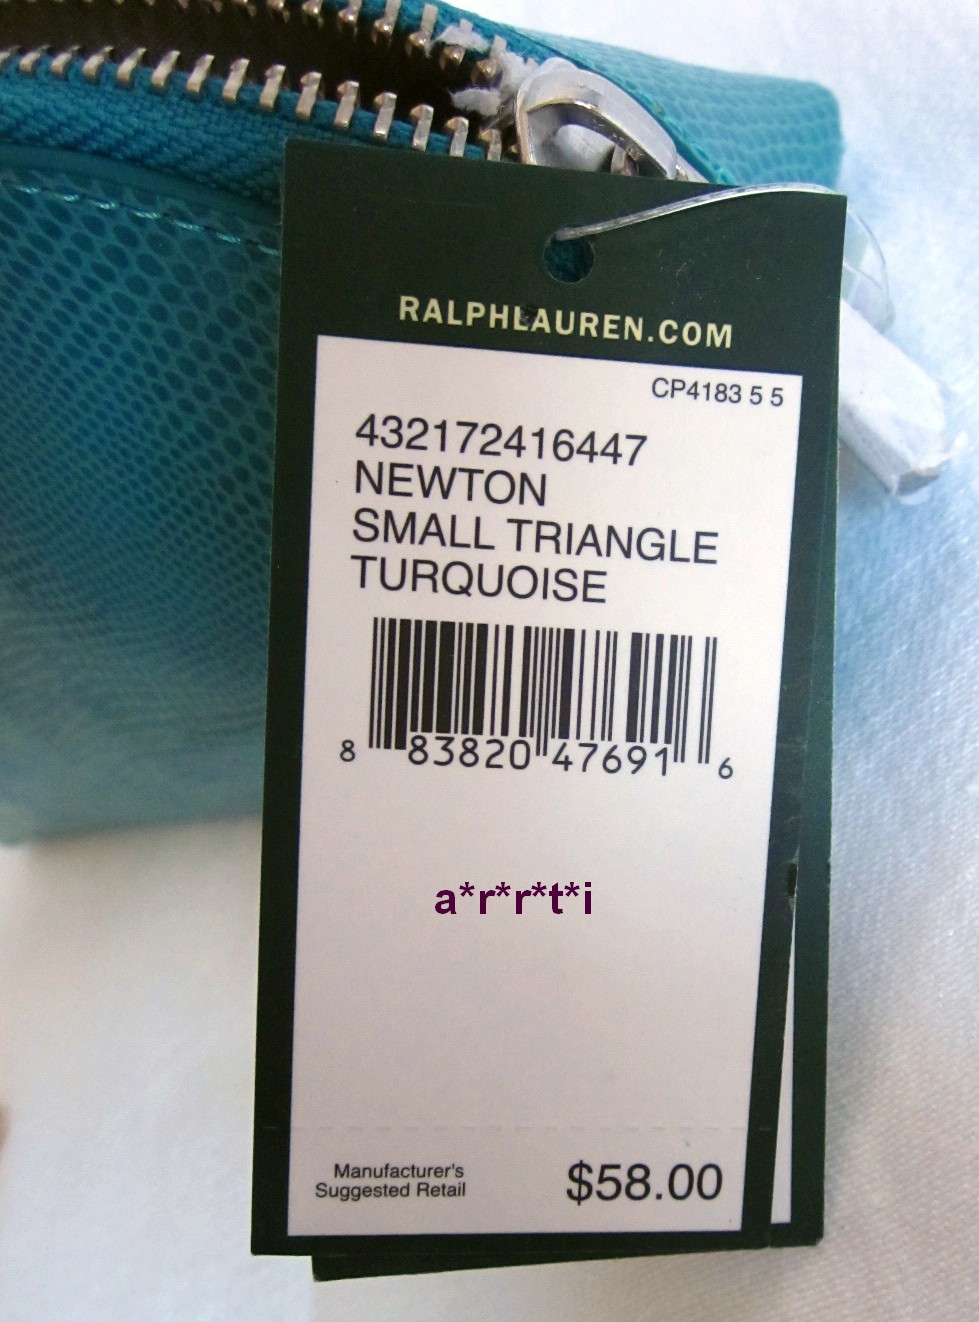 RALPHLAUREN.COM
CP4183 5 5
432172416447
NEWTON
SMALL TRIANGLE
TURQUOISE
8 83820 47691 6
a*r*r*t*i
Manufacturer's
Suggested Retail
$58.00